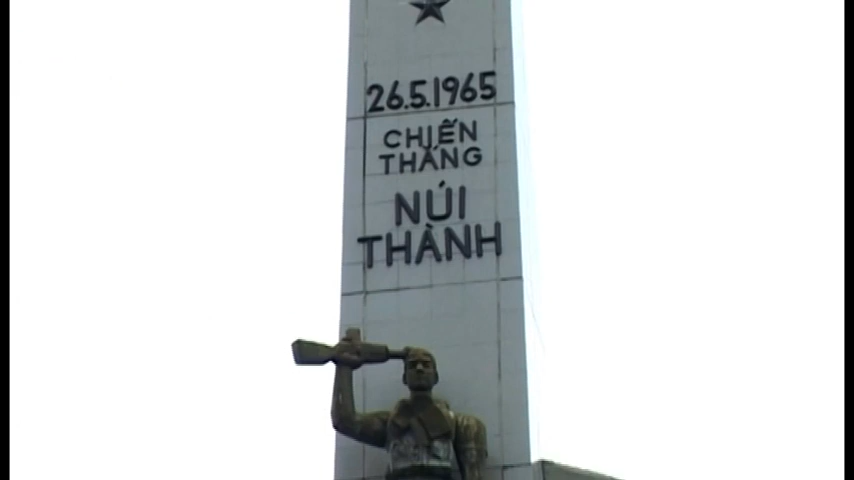 26.5.1965
CHIẾN
THẮNG
NÚI
THÀNH